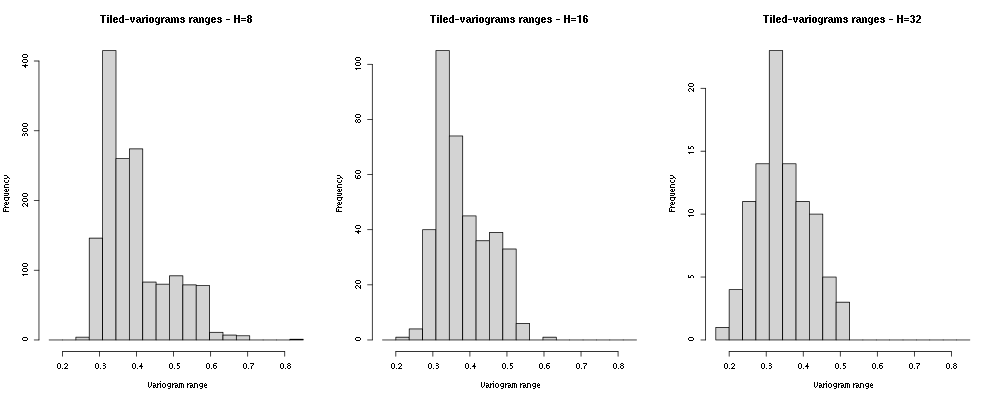 Tiled-variograms ranges - H=8
Frequency
0
100
200
300
400
0.2 0.3 0.4 0.5 0.6 0.7 0.8
Variogram range
Tiled-variograms ranges - H=16
Frequency
0
20
40
60
80
100
0.2 0.3 0.4 0.5 0.6 0.7 0.8
Variogram range
Tiled-variograms ranges - H=32
Frequency
0
5
10
15
20
0.2 0.3 0.4 0.5 0.6 0.7 0.8
Variogram range